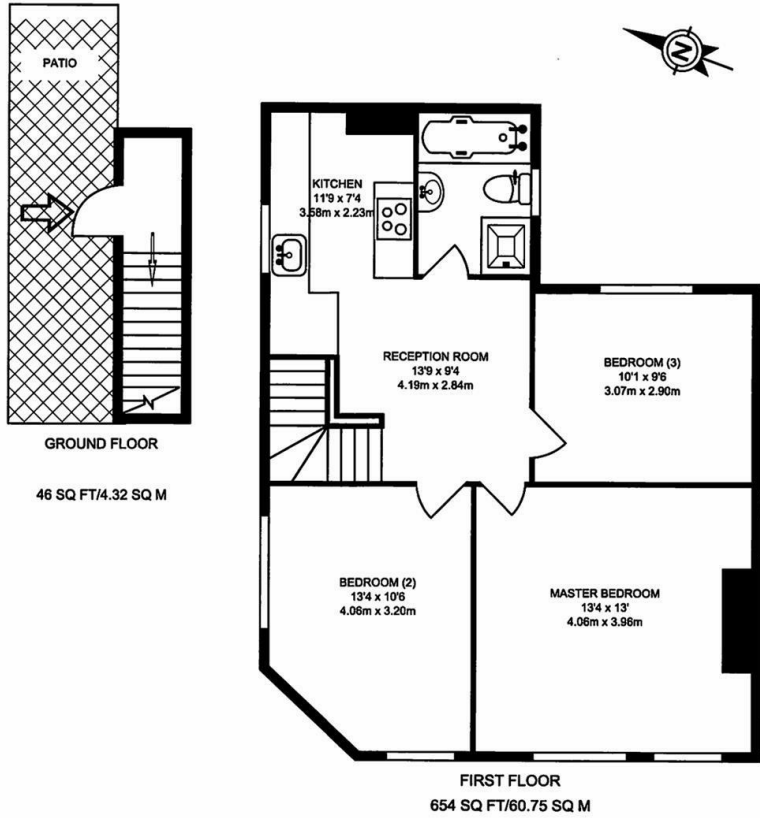 PATIO
N
KITCHEN
11'9 x 7'4
3.58m x 2.23m
RECEPTION ROOM
13'9 x 9'4
4.19m x 2.84m
BEDROOM (3)
10'1 x 9'6
3.07m x 2.90m
GROUND FLOOR
46 SQ FT/4.32 SQ M
BEDROOM (2)
13'4 x 10'6
4.06m x 3.20m
MASTER BEDROOM
13'4 x 13'
4.06m x 3.96m
FIRST FLOOR
654 SQ FT/60.75 SQ M